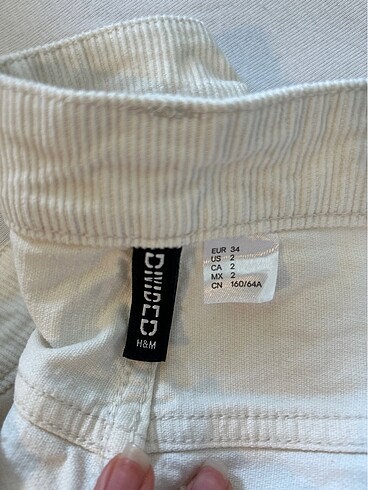 DIVIDED
H&M
EUR 34
US 2
CA 2
MX 2
CN 160/64A